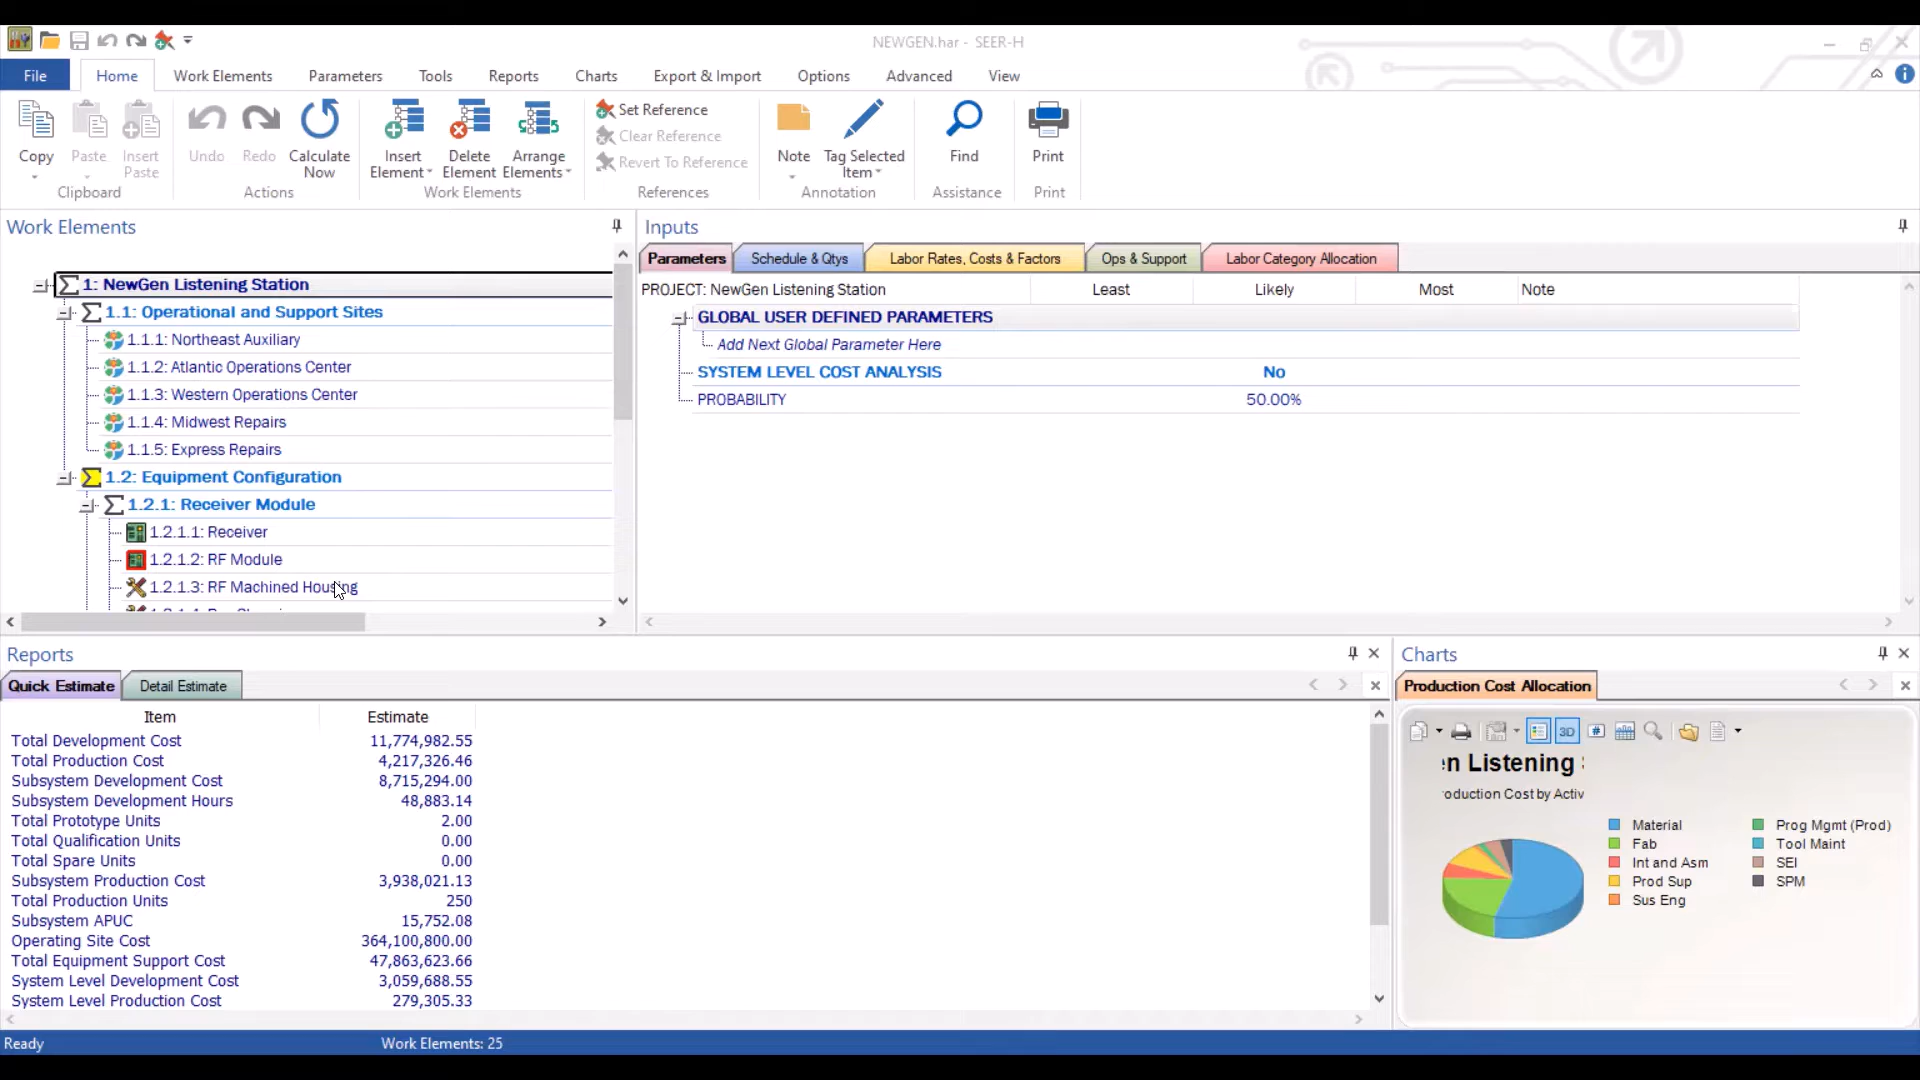 NEWGEN.har - SEER-H
File Home Work Elements Parameters Tools Reports Charts Export & Import Options Advanced View
Copy
Paste
Insert Paste
Clipboard
Undo
Redo
Calculate Now
Actions
Insert Element
Delete Element
Arrange Elements
Work Elements
Set Reference
Clear Reference
Revert To Reference
References
Note
Tag Selected Item
Annotation
Find
Assistance
Print
Print
Work Elements
1: NewGen Listening Station
1.1: Operational and Support Sites
1.1.1: Northeast Auxiliary
1.1.2: Atlantic Operations Center
1.1.3: Western Operations Center
1.1.4: Midwest Repairs
1.1.5: Express Repairs
1.2: Equipment Configuration
1.2.1: Receiver Module
1.2.1.1: Receiver
1.2.1.2: RF Module
1.2.1.3: RF Machined Housing
Inputs
Parameters Schedule & Qtys Labor Rates, Costs & Factors Ops & Support Labor Category Allocation
PROJECT: NewGen Listening Station Least Likely Most Note
GLOBAL USER DEFINED PARAMETERS
Add Next Global Parameter Here
SYSTEM LEVEL COST ANALYSIS No
PROBABILITY 50.00%
Reports
Quick Estimate Detail Estimate
Item Estimate
Total Development Cost 11,774,982.55
Total Production Cost 4,217,326.46
Subsystem Development Cost 8,715,294.00
Subsystem Development Hours 48,883.14
Total Prototype Units 2.00
Total Qualification Units 0.00
Total Spare Units 0.00
Subsystem Production Cost 3,938,021.13
Total Production Units 250
Subsystem APUC 15,752.08
Operating Site Cost 364,100,800.00
Total Equipment Support Cost 47,863,623.66
System Level Development Cost 3,059,688.55
System Level Production Cost 279,305.33
Charts
Production Cost Allocation
3D
n Listening
oduction Cost by Activ
Material
Fab
Int and Asm
Prod Sup
Sus Eng
Prog Mgmt (Prod)
Tool Maint
SEI
SPM
Ready Work Elements: 25